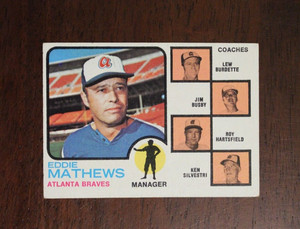 COACHES
LEW
BURDETTE
JIM
BUSBY
ROY
HARTSFIELD
KEN
SILVESTRI
a
EDDIE
MATHEWS
ATLANTA BRAVES
MANAGER